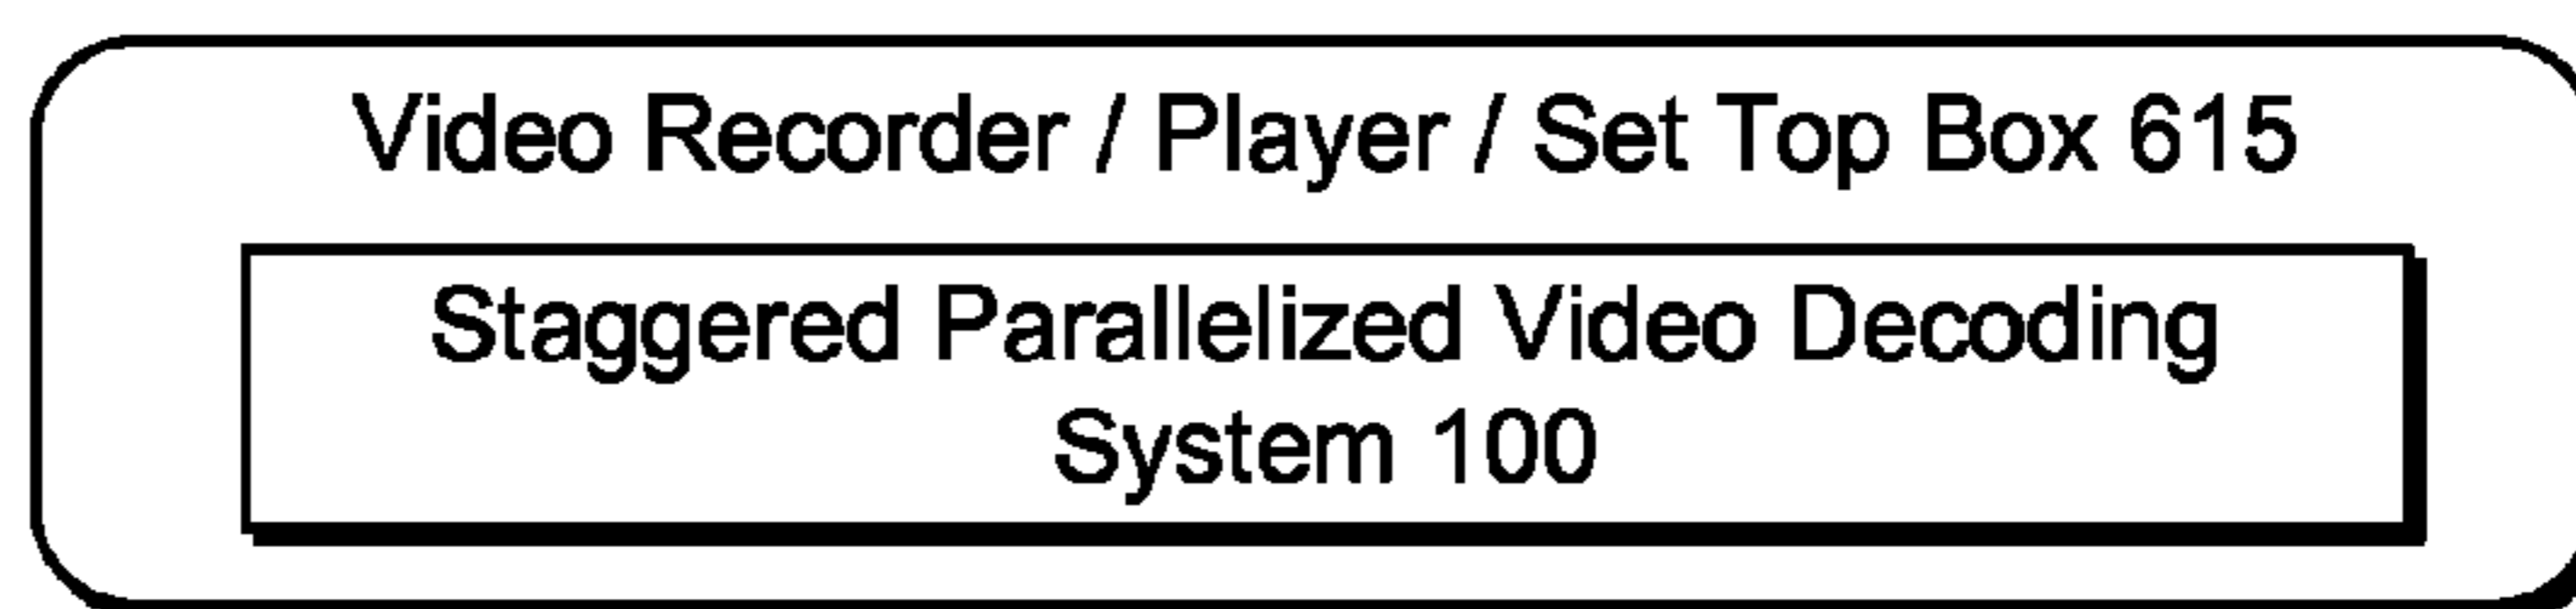 Video Recorder / Player / Set Top Box 615
Staggered Parallelized Video Decoding
System 100